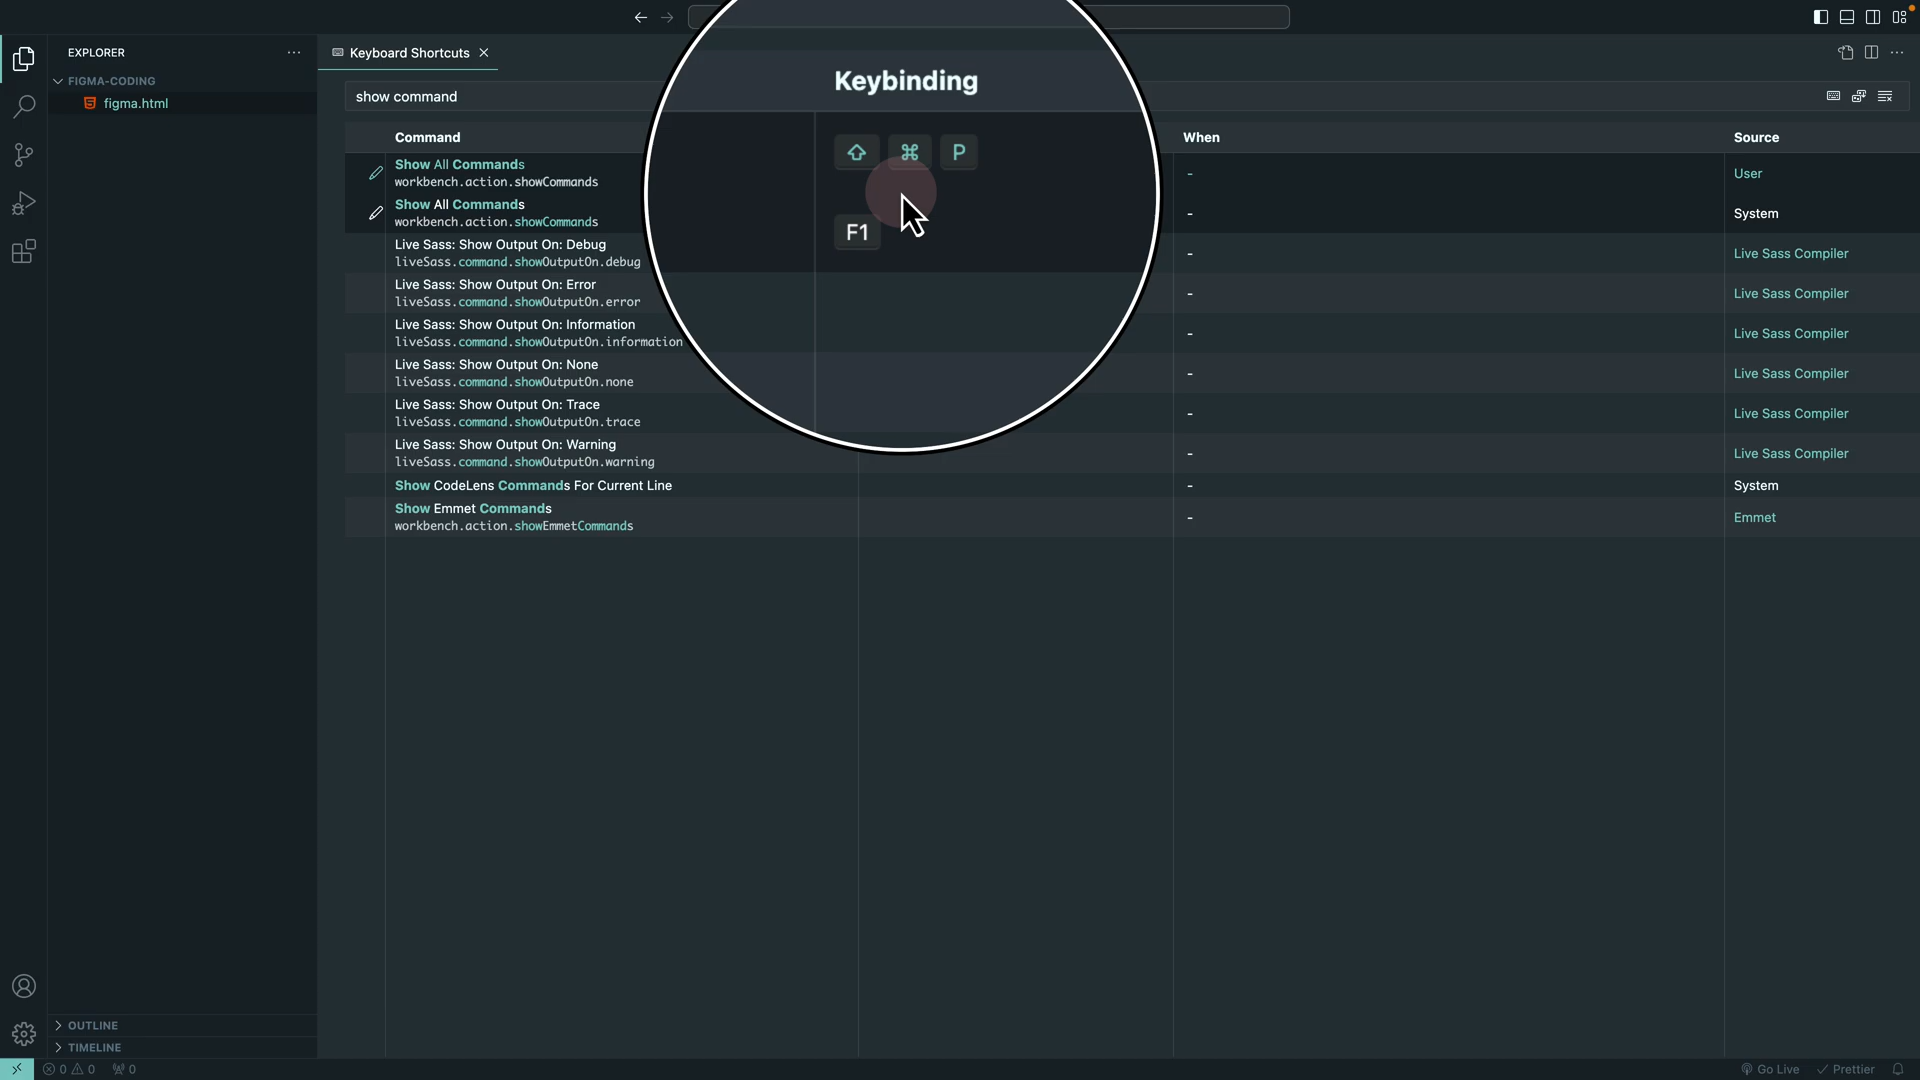 EXPLORER
FIGMA-CODING
figma.html
OUTLINE
TIMELINE
Keyboard Shortcuts
show command
Command
Keybinding
When
Source
Show All Commands
workbench.action.showCommands
⇧ ⌘ P
-
User
Show All Commands
workbench.action.showCommands
F1
-
System
Live Sass: Show Output On: Debug
liveSass.command.showOutputOn.debug
-
Live Sass Compiler
Live Sass: Show Output On: Error
liveSass.command.showOutputOn.error
-
Live Sass Compiler
Live Sass: Show Output On: Information
liveSass.command.showOutputOn.information
-
Live Sass Compiler
Live Sass: Show Output On: None
liveSass.command.showOutputOn.none
-
Live Sass Compiler
Live Sass: Show Output On: Trace
liveSass.command.showOutputOn.trace
-
Live Sass Compiler
Live Sass: Show Output On: Warning
liveSass.command.showOutputOn.warning
-
Live Sass Compiler
Show CodeLens Commands For Current Line
-
System
Show Emmet Commands
workbench.action.showEmmetCommands
-
Emmet
0 0 0
Go Live
Prettier